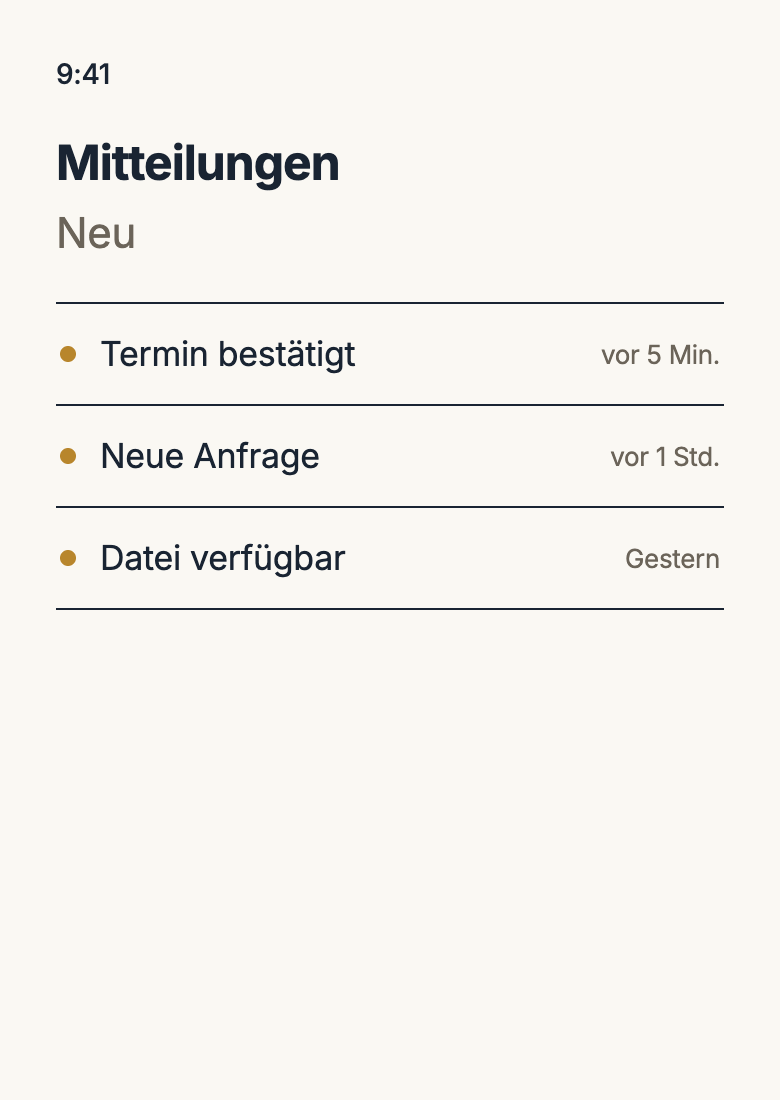 9:41
Mitteilungen
Neu
Termin bestätigt vor 5 Min.
Neue Anfrage vor 1 Std.
Datei verfügbar Gestern